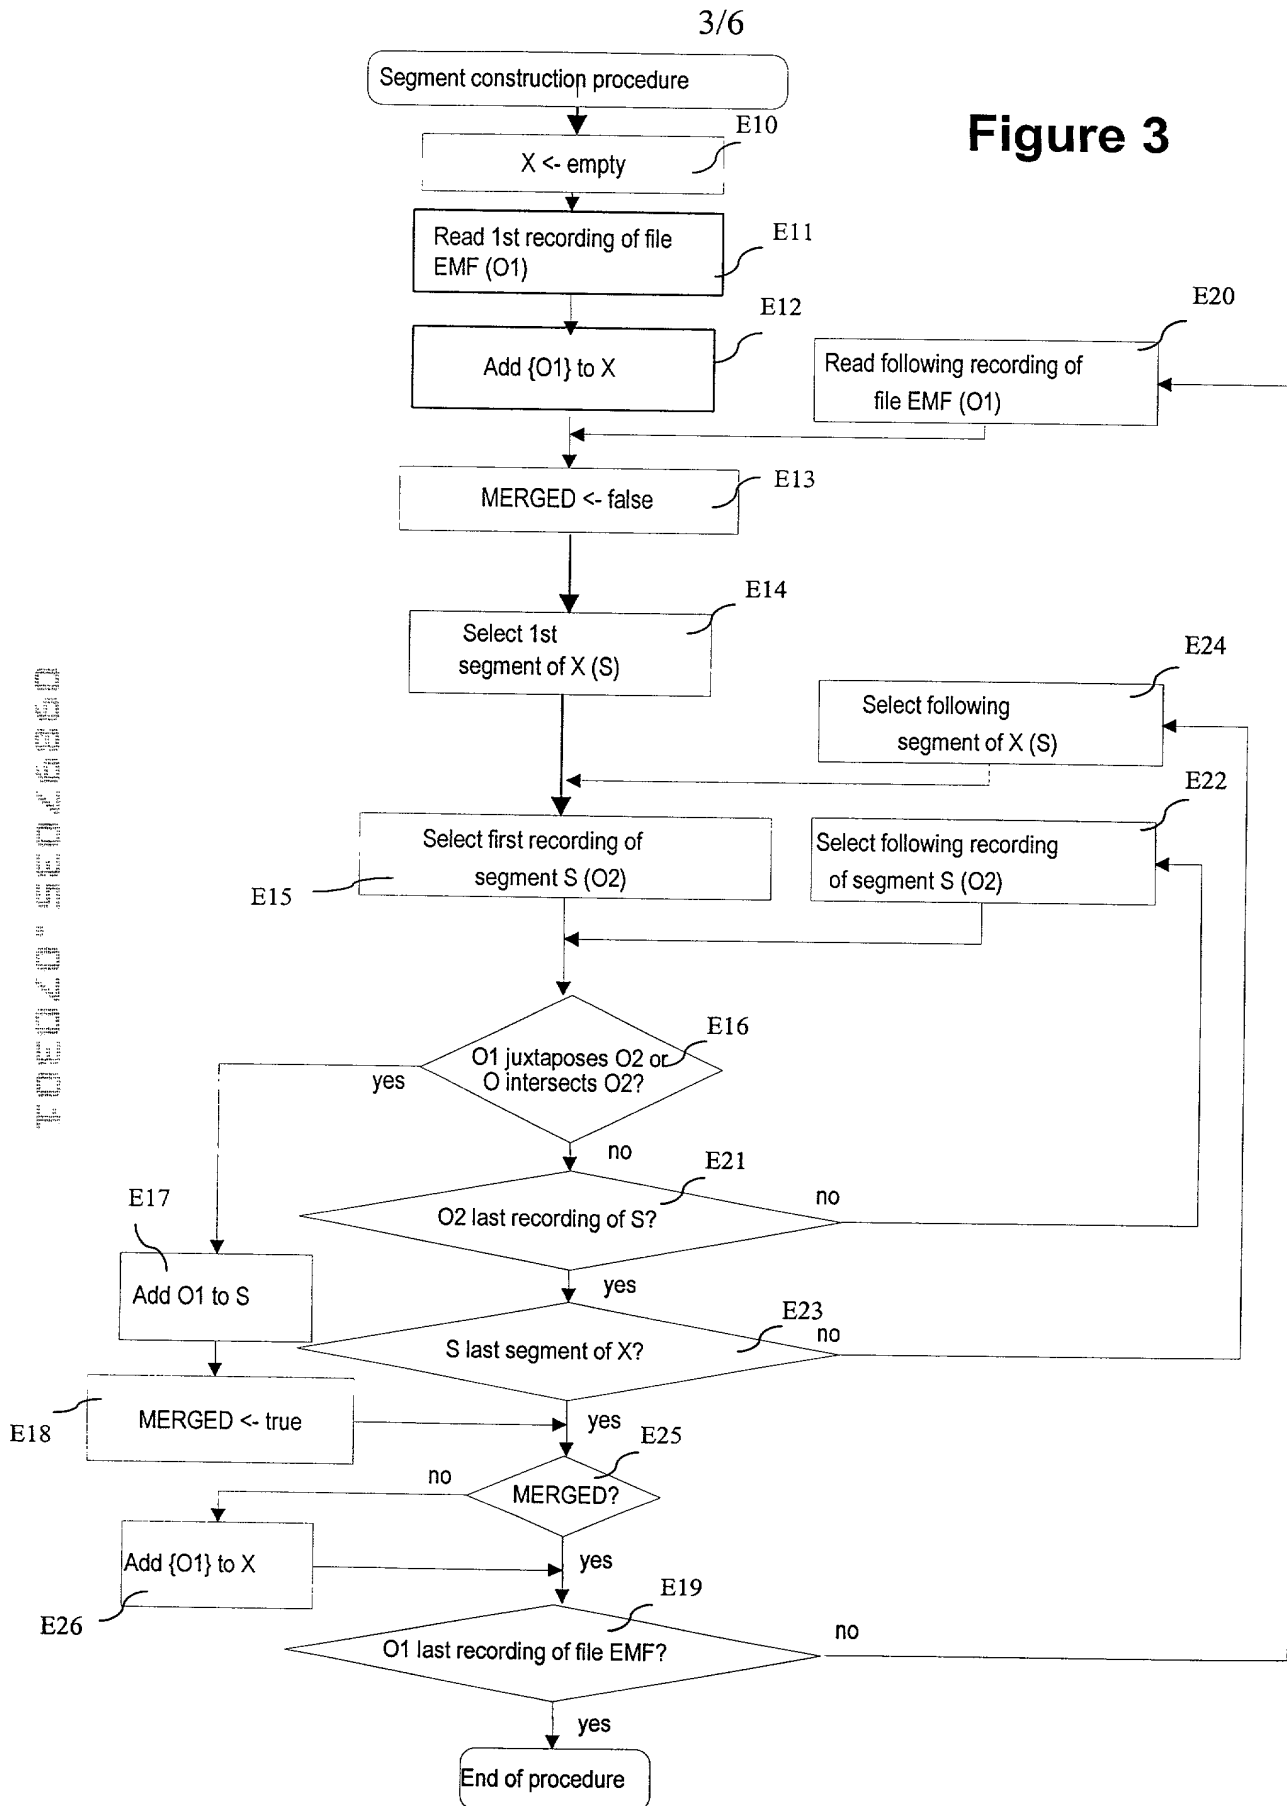 3/6
Segment construction procedure
Figure 3
E10
X <- empty
E11
Read 1st recording of file
EMF (O1)
E12
Add {O1} to X
E20
Read following recording of
file EMF (O1)
E13
MERGED <- false
E14
Select 1st
segment of X (S)
E24
Select following
segment of X (S)
E22
Select first recording of
segment S (O2)
E15
Select following recording
of segment S (O2)
E16
O1 juxtaposes O2 or
O intersects O2?
yes
no
E21
O2 last recording of S?
no
E17
Add O1 to S
yes
E23
S last segment of X?
no
E18
MERGED <- true
yes
E25
MERGED?
no
Add {O1} to X
E26
yes
E19
O1 last recording of file EMF?
no
yes
End of procedure